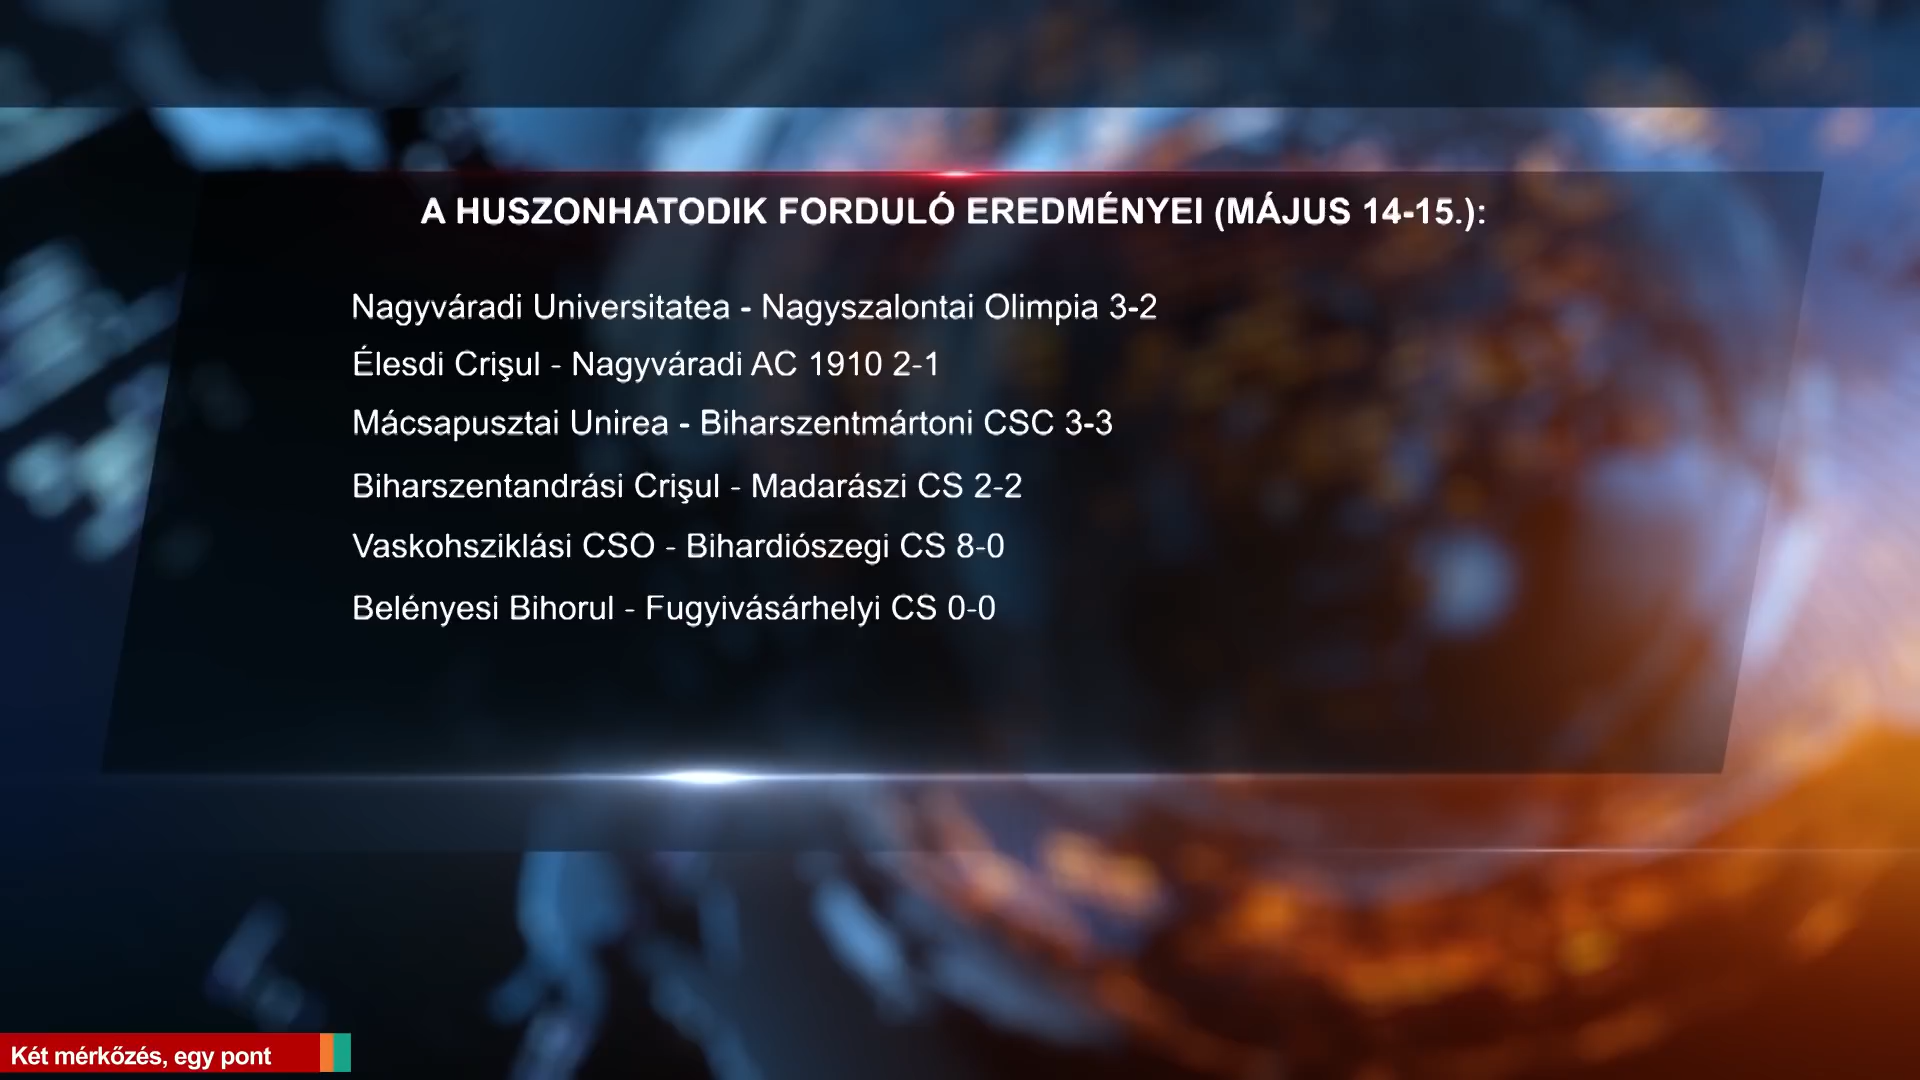 A HUSZONHATODIK FORDULÓ EREDMÉNYEI (MÁJUS 14-15.):
Nagyváradi Universitatea - Nagyszalontai Olimpia 3-2
Élesdi Crişul - Nagyváradi AC 1910 2-1
Mácsapusztai Unirea - Biharszentmártoni CSC 3-3
Biharszentandrási Crişul - Madarászi CS 2-2
Vaskohsziklási CSO - Bihardiószegi CS 8-0
Belényesi Bihorul - Fugyivásárhelyi CS 0-0
Két mérkőzés, egy pont